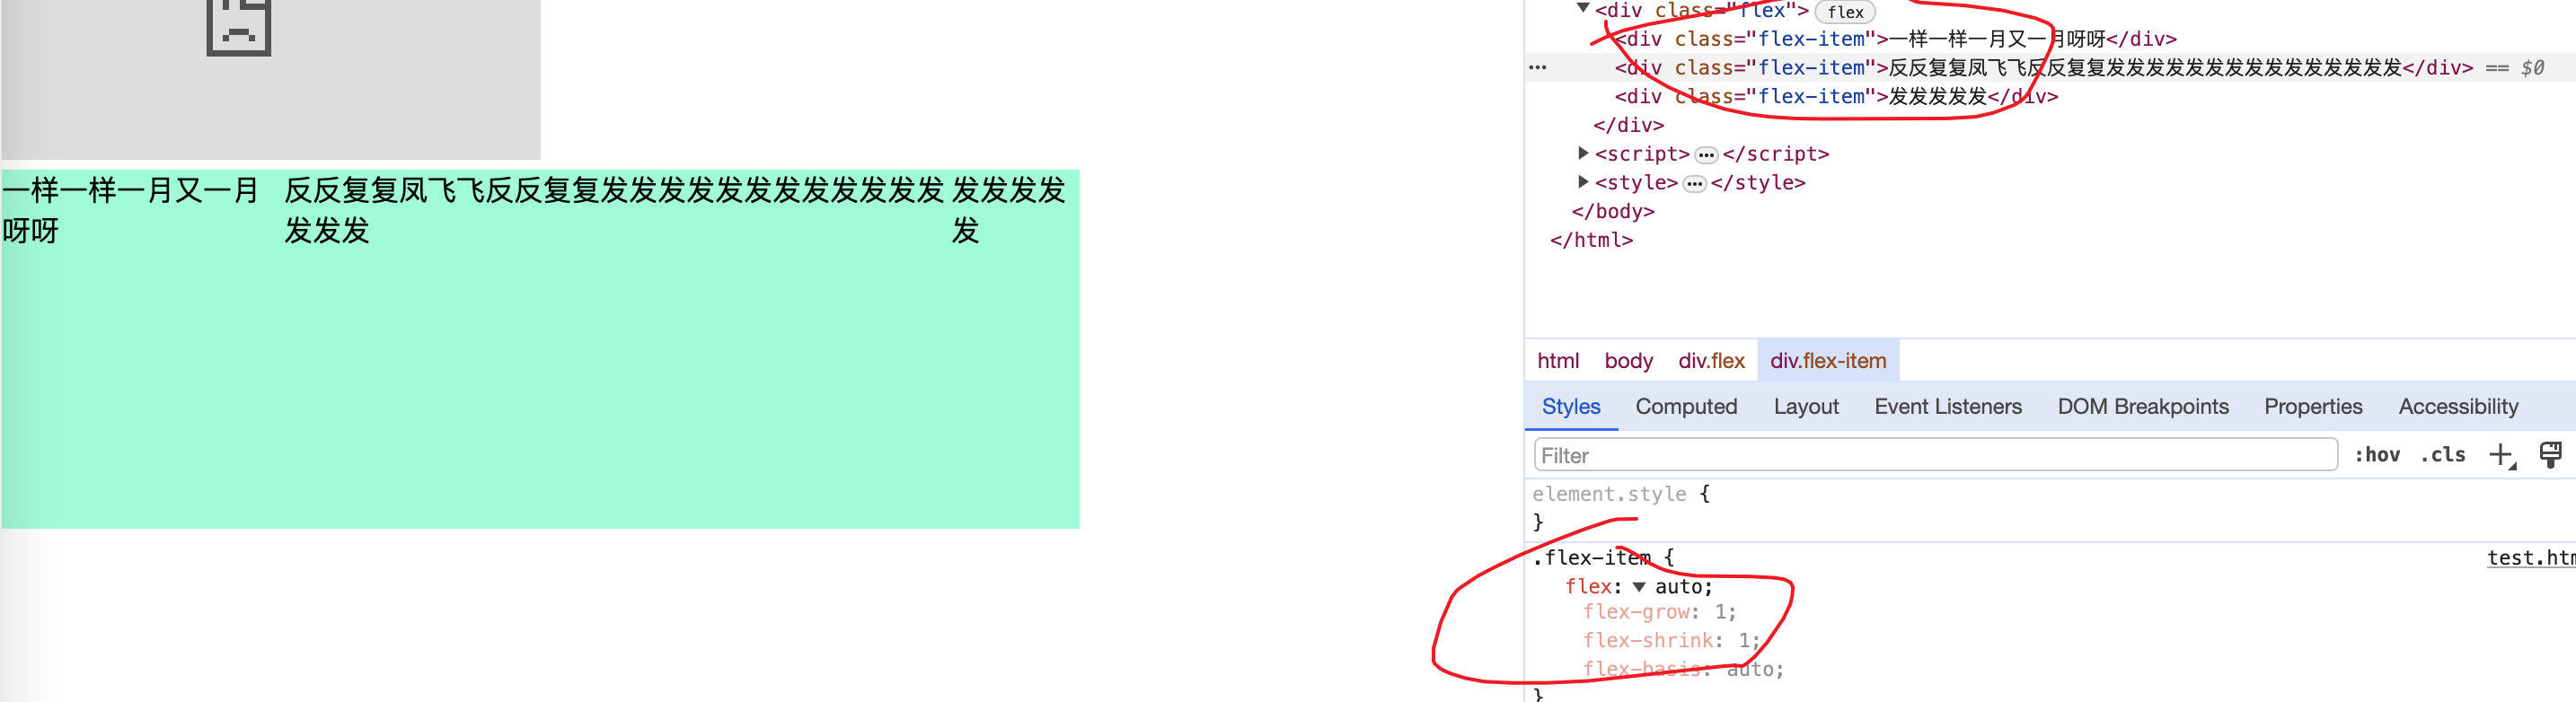 一样一样一月又一月
呀呀
反反复复凤飞飞反反复复发发发发发发发发发发发发
发发发
发发发发
发
<div class="flex"> flex
<div class="flex-item">一样一样一月又一月呀呀</div>
<div class="flex-item">反反复复凤飞飞反反复复发发发发发发发发发发发发发发发</div> == $0
<div class="flex-item">发发发发发</div>
</div>
<script>…</script>
<style>…</style>
</body>
</html>
html body div.flex div.flex-item
Styles Computed Layout Event Listeners DOM Breakpoints Properties Accessibility
Filter :hov .cls
element.style {
}
.flex-item { test.htm
flex: auto;
flex-grow: 1;
flex-shrink: 1;
flex-basis: auto;
}